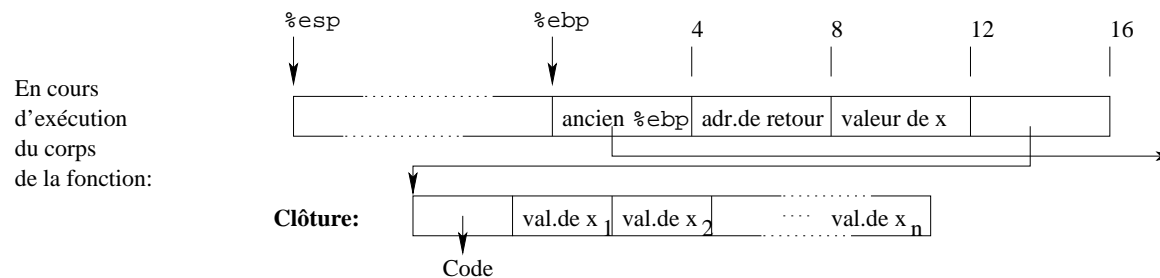 %esp %ebp 4 8 12 16
En cours
d'exécution
du corps
de la fonction:
ancien %ebp adr.de retour valeur de x
Clôture: val.de x 1 val.de x 2 val.de x n
Code